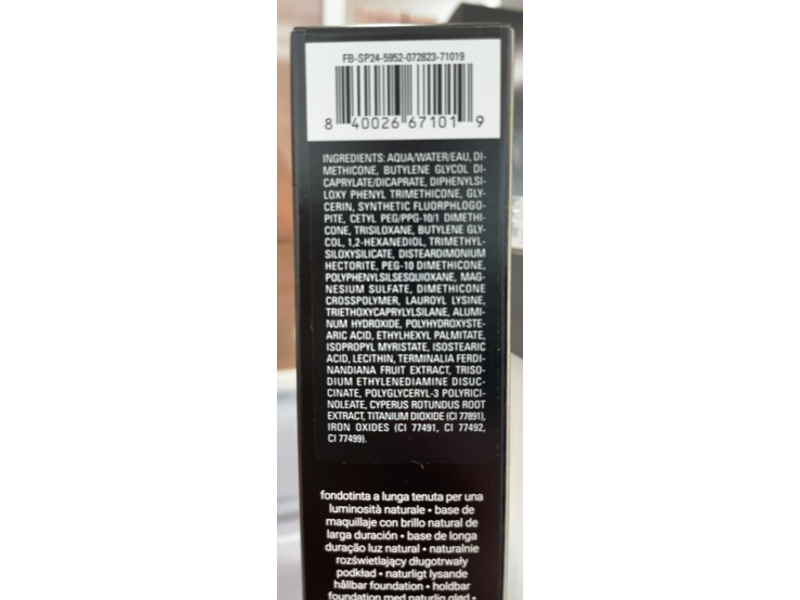 FB-SP24-5952-072823-71019
8 40026 67101 9
INGREDIENTS: AQUA/WATER/EAU, DI-
METHICONE, BUTYLENE GLYCOL DI-
CAPRYLATE/DICAPRATE, DIPHENYLSI-
LOXY PHENYL TRIMETHICONE, GLY-
CERIN, SYNTHETIC FLUORPHLOGO-
PITE, CETYL PEG/PPG-10/1 DIMETHI-
CONE, TRISILOXANE, BUTYLENE GLY-
COL, 1,2-HEXANEDIOL, TRIMETHYL-
SILOXYSILICATE, DISTEARDIMONIUM
HECTORITE, PEG-10 DIMETHICONE,
POLYPHENYLSILSESQUIOXANE, MAG-
NESIUM SULFATE, DIMETHICONE
CROSSPOLYMER, LAUROYL LYSINE,
TRIETHOXYCAPRYLYLSILANE, ALUMI-
NUM HYDROXIDE, POLYHYDROXYSTE-
ARIC ACID, ETHYLHEXYL PALMITATE,
ISOPROPYL MYRISTATE, ISOSTEARIC
ACID, LECITHIN, TERMINALIA FERDI-
NANDIANA FRUIT EXTRACT, TRISO-
DIUM ETHYLENEDIAMINE DISUC-
CINATE, POLYGLYCERYL-3 POLYRICI-
NOLEATE, CYPERUS ROTUNDUS ROOT
EXTRACT, TITANIUM DIOXIDE (CI 77891),
IRON OXIDES (CI 77491, CI 77492,
CI 77499).
fondotinta a lunga tenuta per una
luminosità naturale • base de
maquillaje con brillo natural de
larga duración • base de longa
duração luz natural • naturalnie
rozświetlający długotrwały
podkład • naturligt lysande
hållbar foundation • holdbar
foundation med naturlig glød •